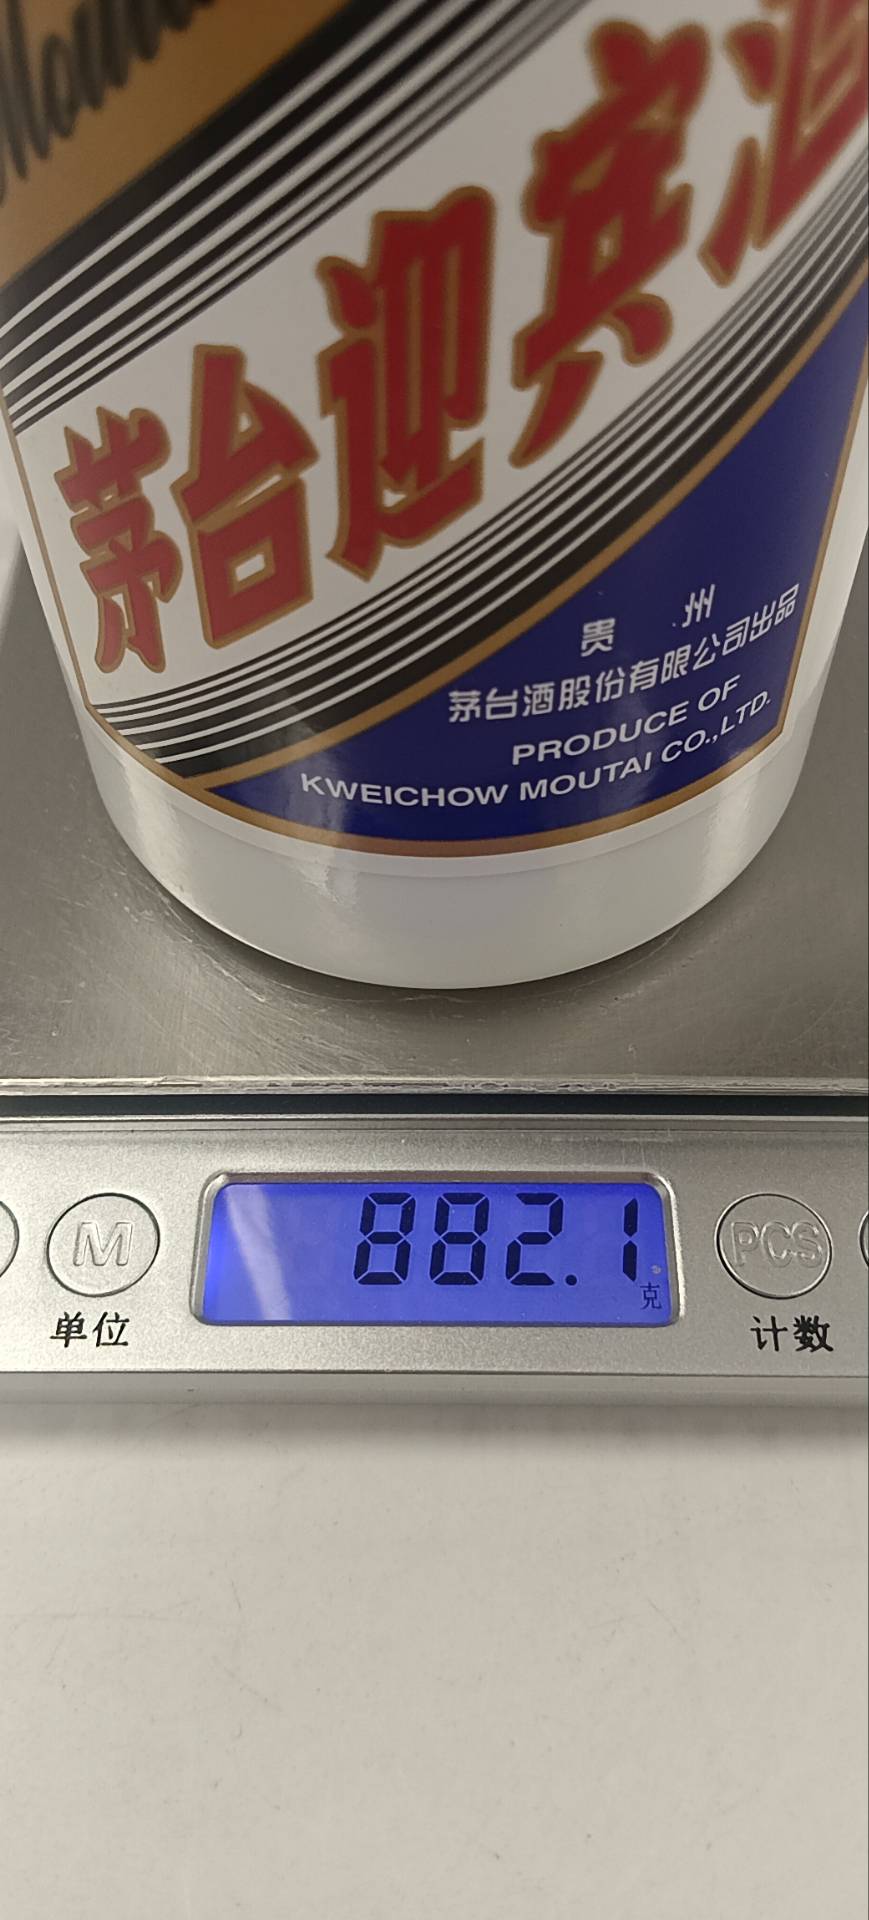 Moutai
茅台迎宾酒
贵 州
茅台酒股份有限公司出品
PRODUCE OF
KWEICHOW MOUTAI CO.,LTD.
M
882.1
克
PCS
单位
计数